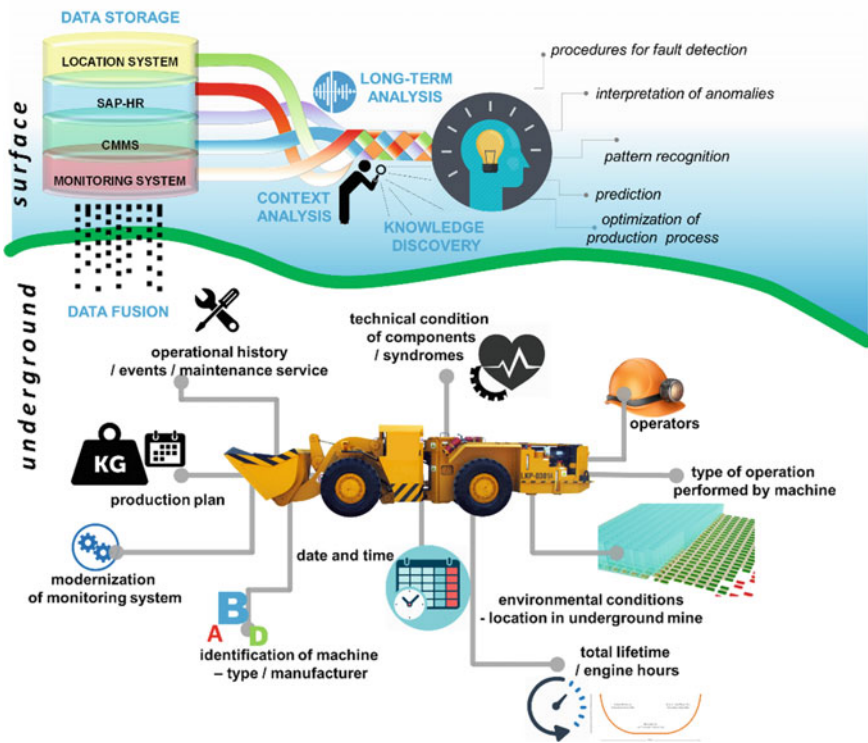 DATA STORAGE
LOCATION SYSTEM
SAP-HR
CMMS
MONITORING SYSTEM
LONG-TERM
ANALYSIS
CONTEXT
ANALYSIS
KNOWLEDGE
DISCOVERY
procedures for fault detection
interpretation of anomalies
pattern recognition
prediction
optimization of
production process
surface
DATA FUSION
underground
operational history
/ events / maintenance service
technical condition
of components
/ syndromes
operators
KG
production plan
type of operation
performed by machine
modernization
of monitoring system
date and time
environmental conditions
- location in underground mine
B
A D
identification of machine
– type / manufacturer
total lifetime
/ engine hours